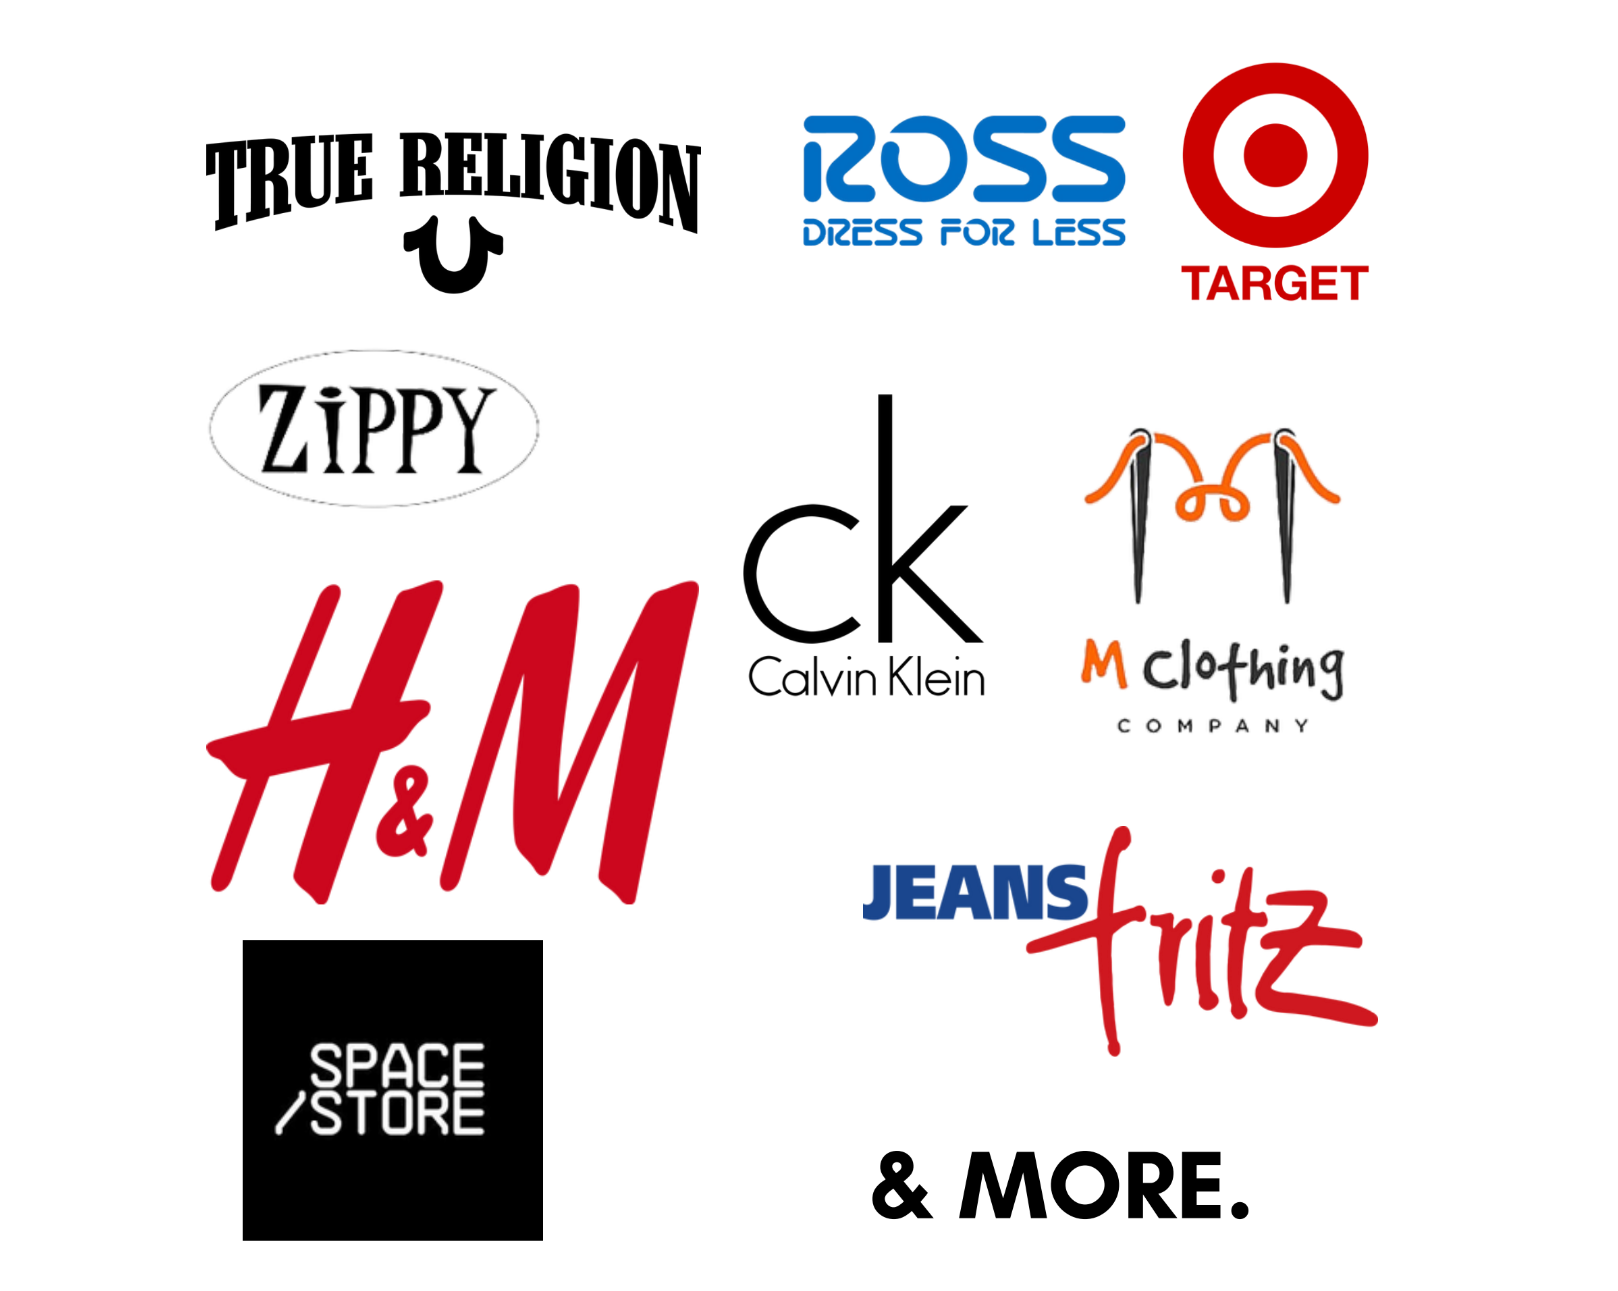 TRUE RELIGION
ROSS
DRESS FOR LESS
TARGET
ZiPPY
ck
Calvin Klein
M clothing
COMPANY
H&M
JEANS fritz
SPACE
/STORE
& MORE.